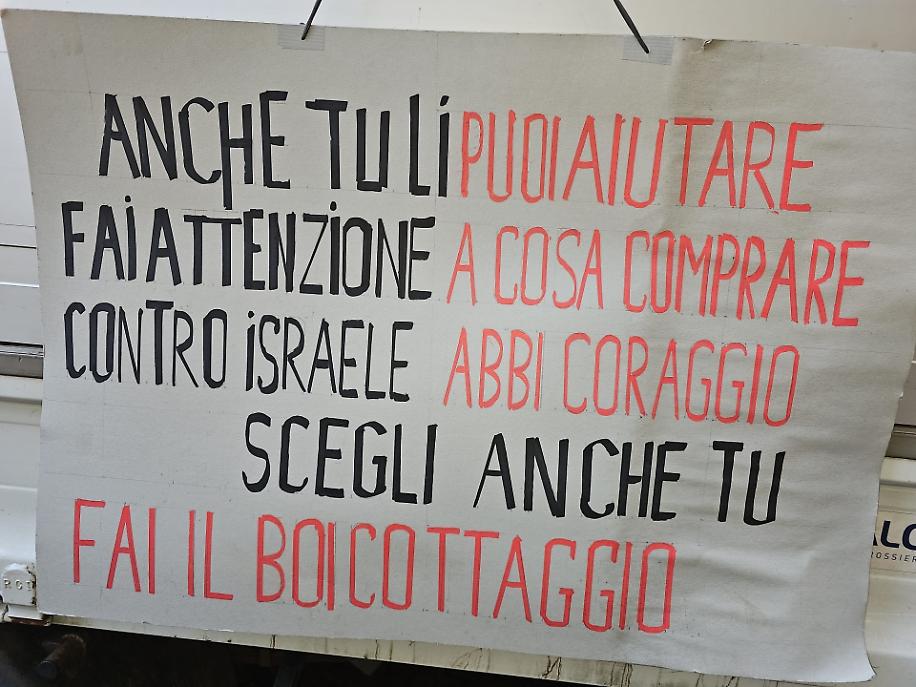 ANCHE TU LI PUOI AIUTARE
FAI ATTENZIONE A COSA COMPRARE
CONTRO ISRAELE ABBI CORAGGIO
SCEGLI ANCHE TU
FAI IL BOICOTTAGGIO